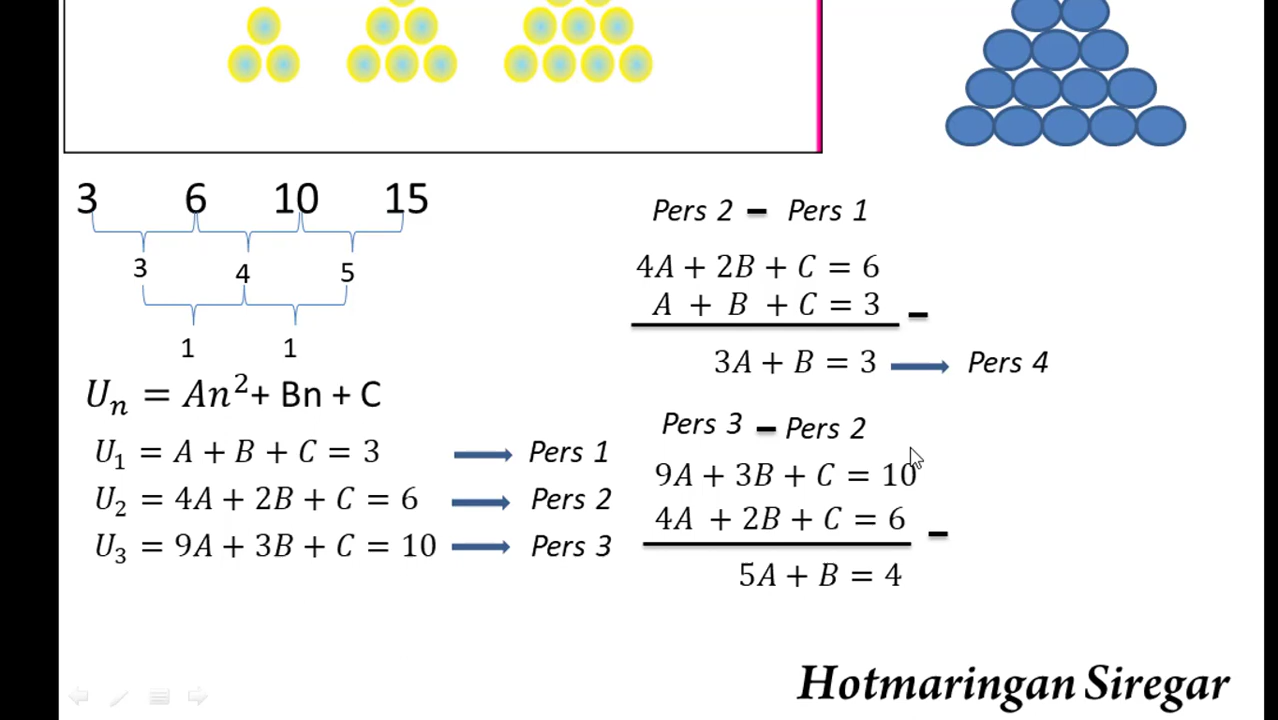 3 6 10 15
3 4 5
1 1
Uₙ = An² + Bn + C
U₁ = A + B + C = 3 → Pers 1
U₂ = 4A + 2B + C = 6 → Pers 2
U₃ = 9A + 3B + C = 10 → Pers 3
Pers 2 − Pers 1
4A + 2B + C = 6
A + B + C = 3 −
3A + B = 3 → Pers 4
Pers 3 − Pers 2
9A + 3B + C = 10
4A + 2B + C = 6 −
5A + B = 4
Hotmaringan Siregar